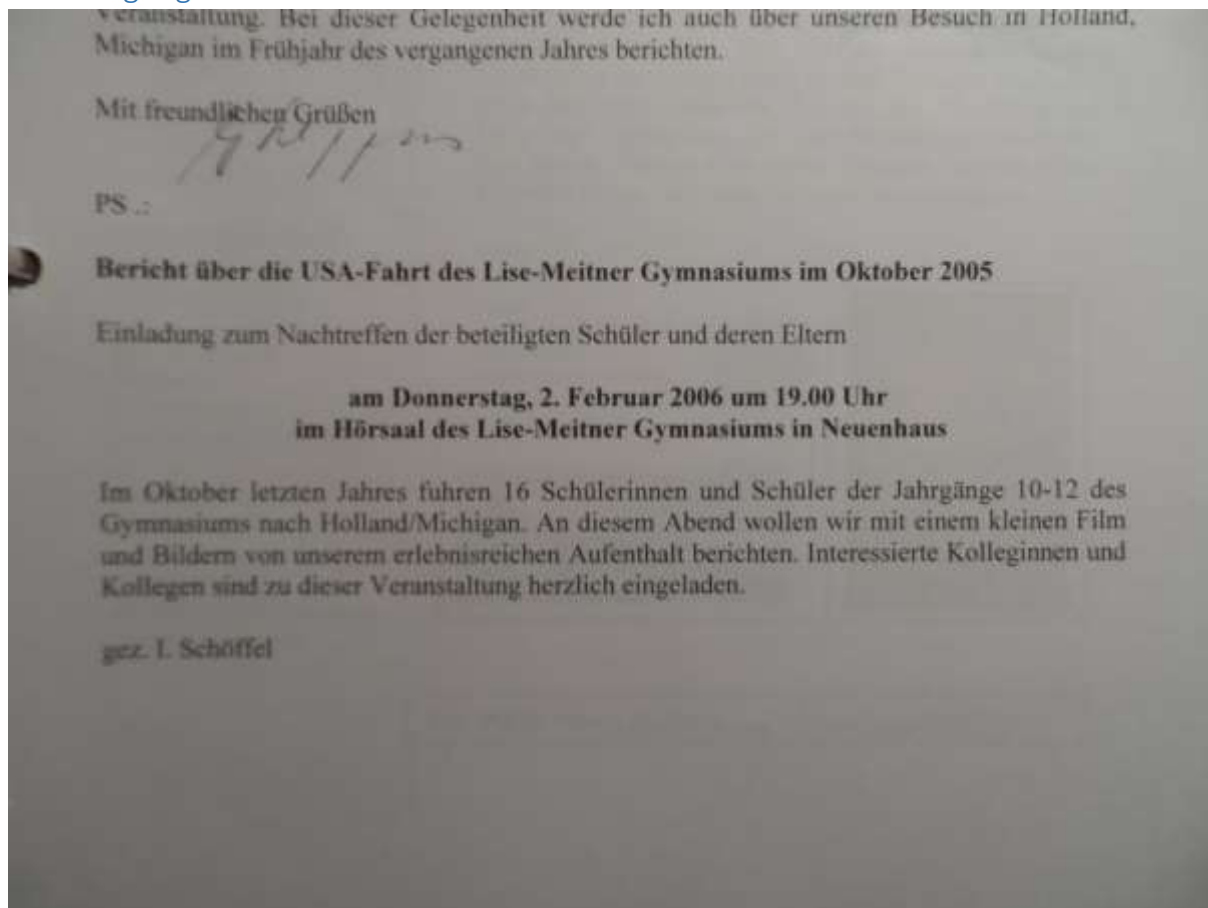 Veranstaltung. Bei dieser Gelegenheit werde ich auch über unseren Besuch in Holland,
Michigan im Frühjahr des vergangenen Jahres berichten.
Mit freundlichen Grüßen
PS .:
Bericht über die USA-Fahrt des Lise-Meitner Gymnasiums im Oktober 2005
Einladung zum Nachtreffen der beteiligten Schüler und deren Eltern
am Donnerstag, 2. Februar 2006 um 19.00 Uhr
im Hörsaal des Lise-Meitner Gymnasiums in Neuenhaus
Im Oktober letzten Jahres fuhren 16 Schülerinnen und Schüler der Jahrgänge 10-12 des
Gymnasiums nach Holland/Michigan. An diesem Abend wollen wir mit einem kleinen Film
und Bildern von unserem erlebnisreichen Aufenthalt berichten. Interessierte Kolleginnen und
Kollegen sind zu dieser Veranstaltung herzlich eingeladen.
gez. I. Schöffel